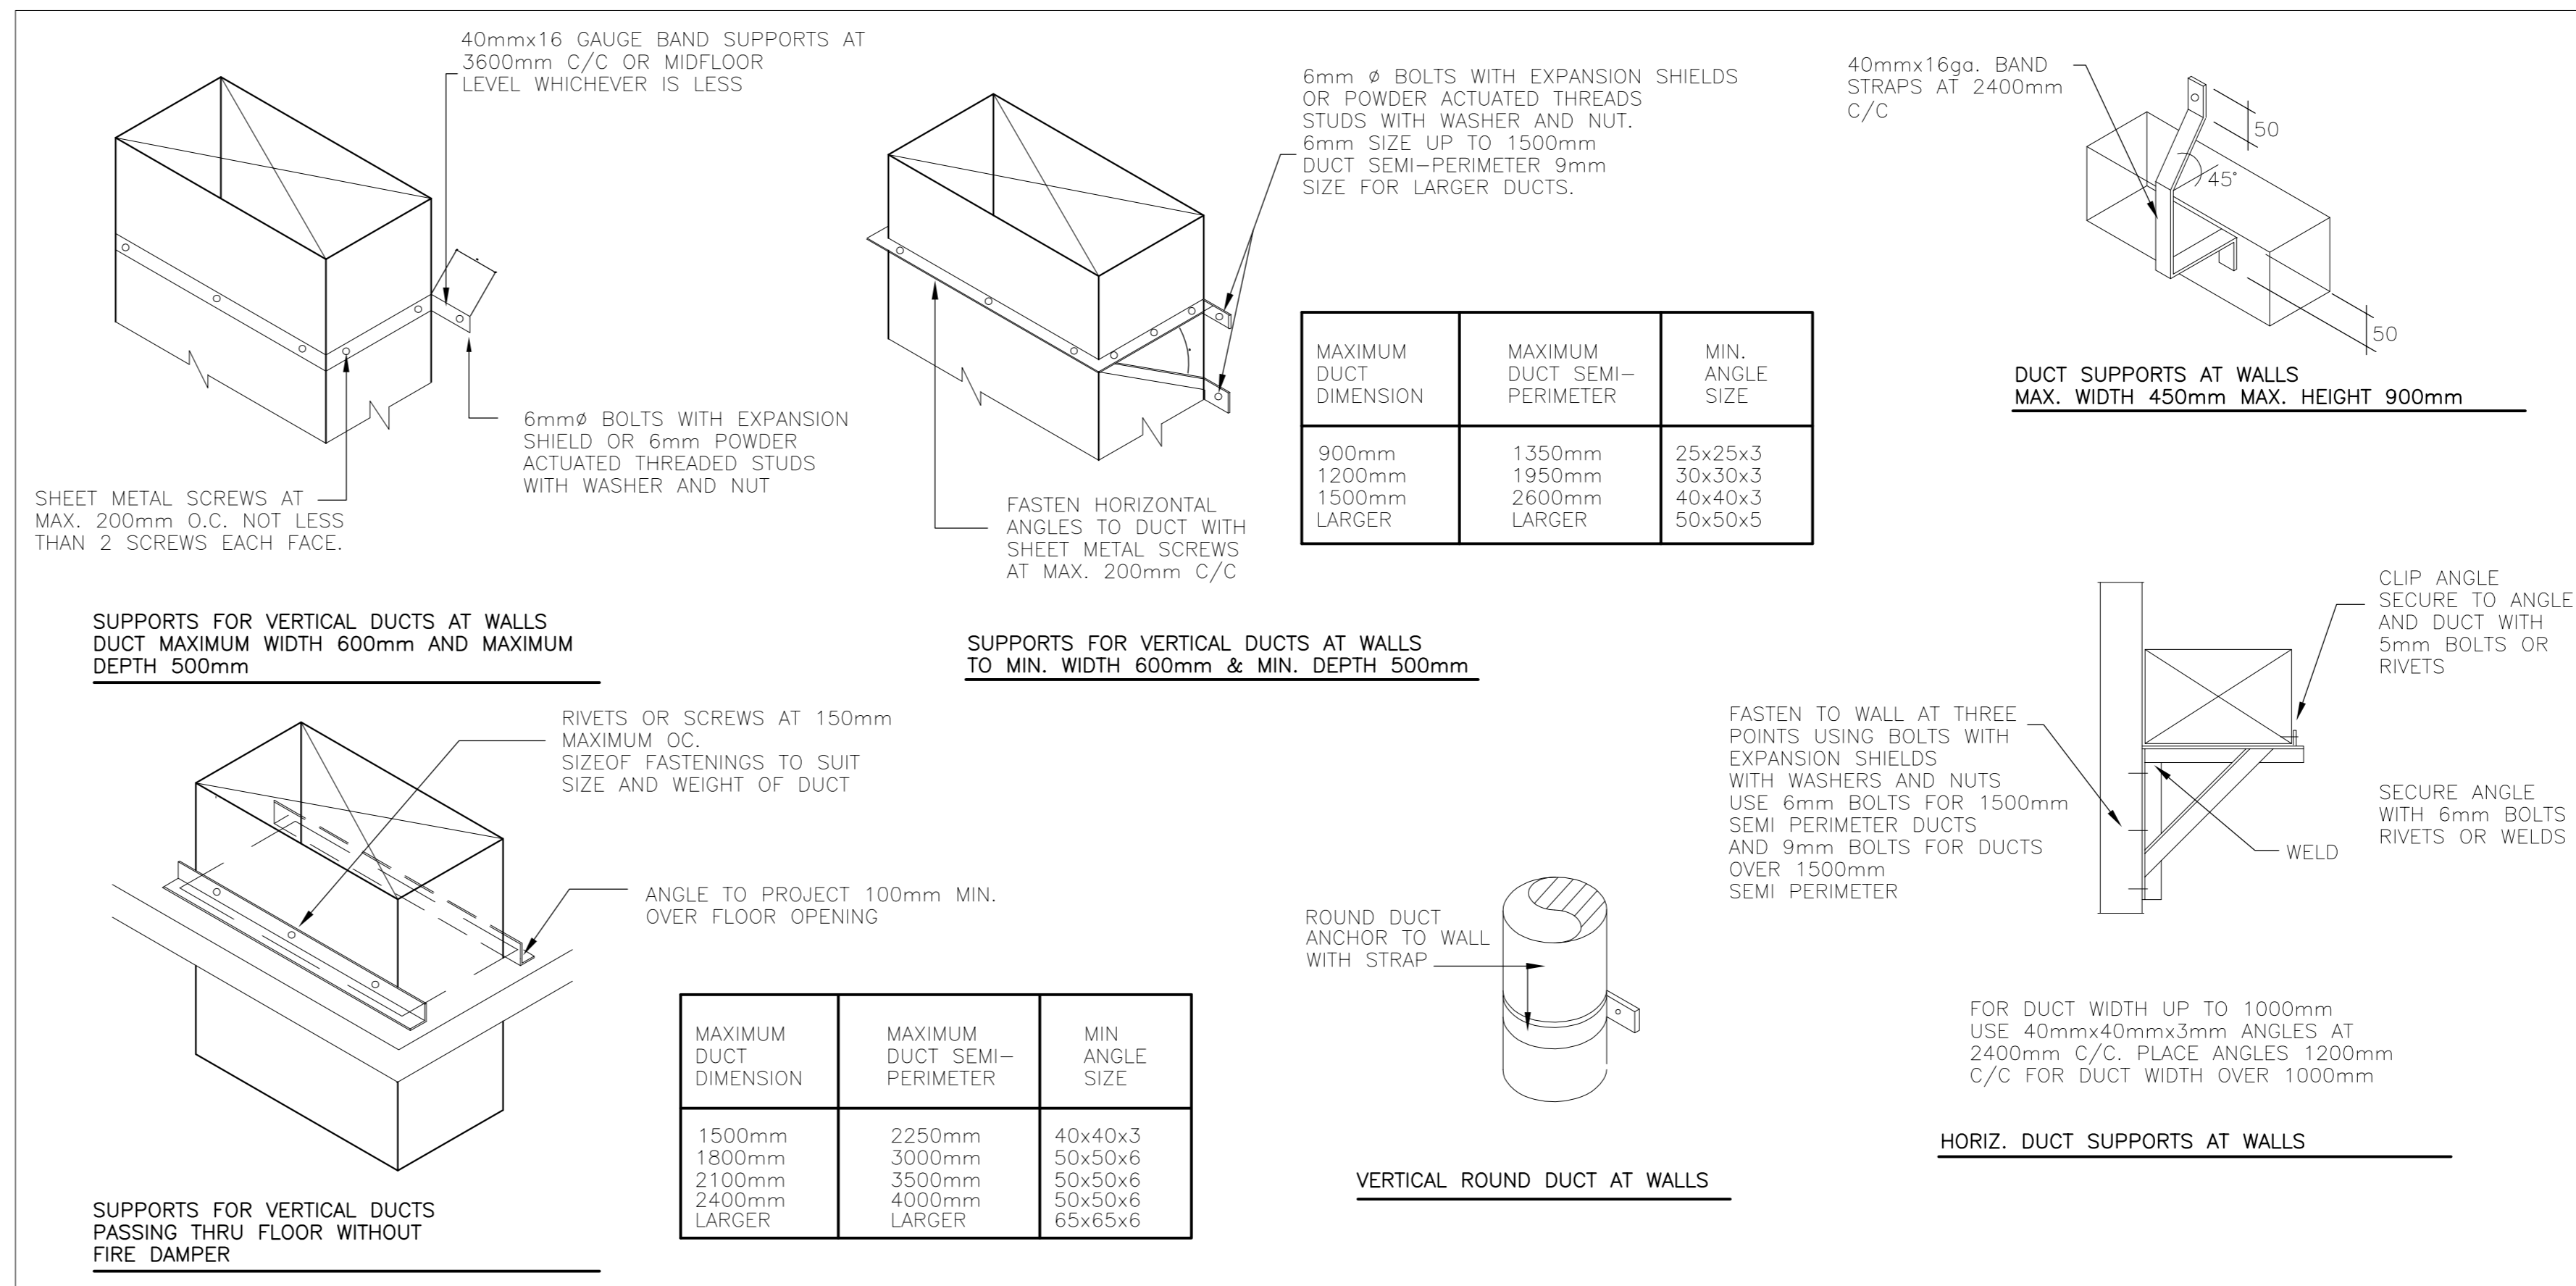 40mmx16 GAUGE BAND SUPPORTS AT
3600mm C/C OR MIDFLOOR
LEVEL WHICHEVER IS LESS
6mmø BOLTS WITH EXPANSION
SHIELD OR 6mm POWDER
ACTUATED THREADED STUDS
WITH WASHER AND NUT
SHEET METAL SCREWS AT
MAX. 200mm O.C. NOT LESS
THAN 2 SCREWS EACH FACE.
SUPPORTS FOR VERTICAL DUCTS AT WALLS
DUCT MAXIMUM WIDTH 600mm AND MAXIMUM
DEPTH 500mm
6mm ø BOLTS WITH EXPANSION SHIELDS
OR POWDER ACTUATED THREADS
STUDS WITH WASHER AND NUT.
6mm SIZE UP TO 1500mm
DUCT SEMI-PERIMETER 9mm
SIZE FOR LARGER DUCTS.
FASTEN HORIZONTAL
ANGLES TO DUCT WITH
SHEET METAL SCREWS
AT MAX. 200mm C/C
SUPPORTS FOR VERTICAL DUCTS AT WALLS
TO MIN. WIDTH 600mm & MIN. DEPTH 500mm
MAXIMUM MAXIMUM MIN.
DUCT DUCT SEMI- ANGLE
DIMENSION PERIMETER SIZE
900mm 1350mm 25x25x3
1200mm 1950mm 30x30x3
1500mm 2600mm 40x40x3
LARGER LARGER 50x50x5
40mmx16ga. BAND
STRAPS AT 2400mm
C/C
50
45°
50
DUCT SUPPORTS AT WALLS
MAX. WIDTH 450mm MAX. HEIGHT 900mm
RIVETS OR SCREWS AT 150mm
MAXIMUM OC.
SIZEOF FASTENINGS TO SUIT
SIZE AND WEIGHT OF DUCT
ANGLE TO PROJECT 100mm MIN.
OVER FLOOR OPENING
SUPPORTS FOR VERTICAL DUCTS
PASSING THRU FLOOR WITHOUT
FIRE DAMPER
MAXIMUM MAXIMUM MIN
DUCT DUCT SEMI- ANGLE
DIMENSION PERIMETER SIZE
1500mm 2250mm 40x40x3
1800mm 3000mm 50x50x6
2100mm 3500mm 50x50x6
2400mm 4000mm 50x50x6
LARGER LARGER 65x65x6
ROUND DUCT
ANCHOR TO WALL
WITH STRAP
VERTICAL ROUND DUCT AT WALLS
FASTEN TO WALL AT THREE
POINTS USING BOLTS WITH
EXPANSION SHIELDS
WITH WASHERS AND NUTS
USE 6mm BOLTS FOR 1500mm
SEMI PERIMETER DUCTS
AND 9mm BOLTS FOR DUCTS
OVER 1500mm
SEMI PERIMETER
CLIP ANGLE
SECURE TO ANGLE
AND DUCT WITH
5mm BOLTS OR
RIVETS
SECURE ANGLE
WITH 6mm BOLTS
RIVETS OR WELDS
WELD
FOR DUCT WIDTH UP TO 1000mm
USE 40mmx40mmx3mm ANGLES AT
2400mm C/C. PLACE ANGLES 1200mm
C/C FOR DUCT WIDTH OVER 1000mm
HORIZ. DUCT SUPPORTS AT WALLS